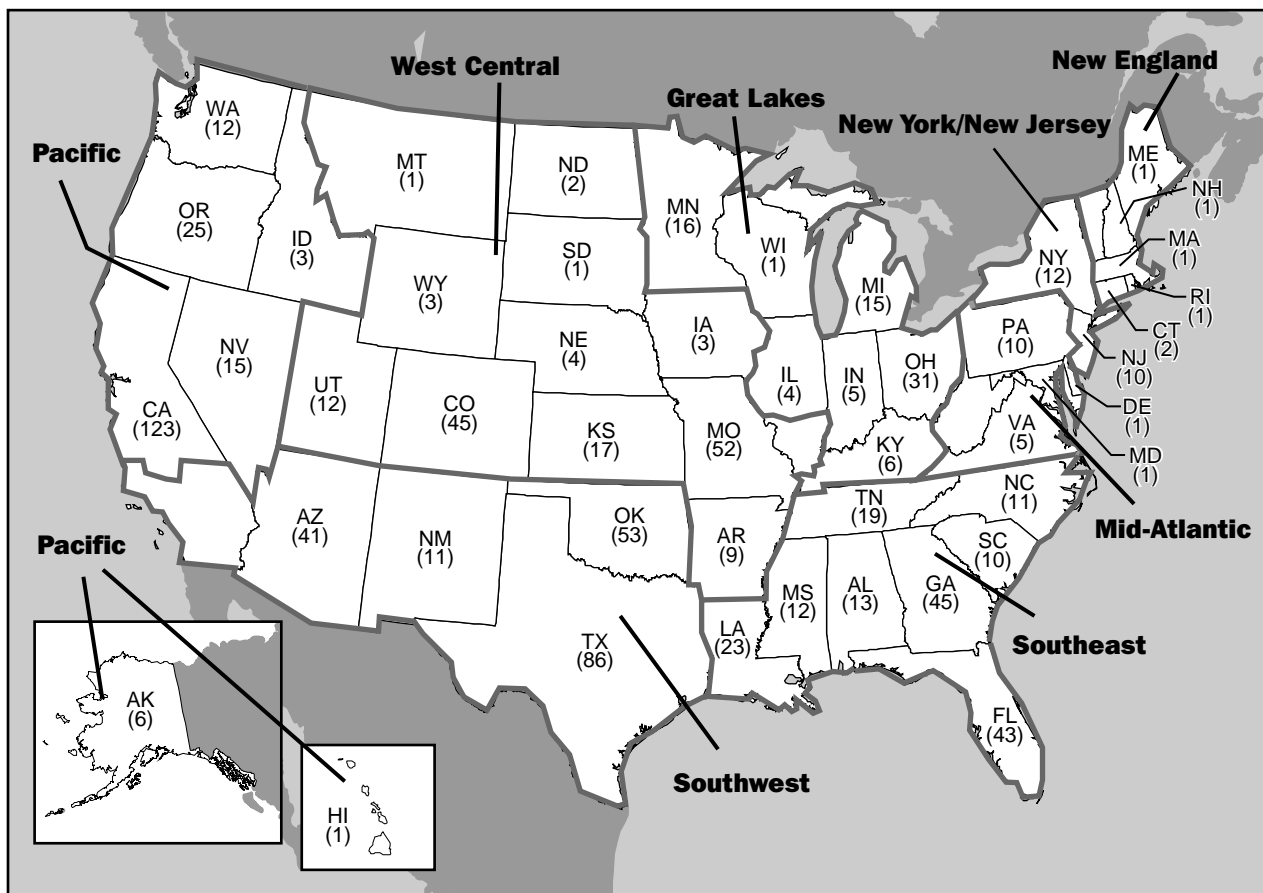 New England
West Central
Great Lakes
New York/New Jersey
Pacific
WA
(12)
MT
(1)
ND
(2)
MN
(16)
ME
(1)
NH
(1)
OR
(25)
ID
(3)
SD
(1)
WI
(1)
MI
(15)
NY
(12)
MA
(1)
WY
(3)
RI
(1)
NE
(4)
IA
(3)
PA
(10)
CT
(2)
NV
(15)
UT
(12)
CO
(45)
IL
(4)
IN
(5)
OH
(31)
NJ
(10)
CA
(123)
KS
(17)
MO
(52)
KY
(6)
VA
(5)
DE
(1)
MD
(1)
AZ
(41)
NM
(11)
OK
(53)
AR
(9)
TN
(19)
NC
(11)
SC
(10)
Mid-Atlantic
Pacific
MS
(12)
AL
(13)
GA
(45)
TX
(86)
LA
(23)
Southeast
AK
(6)
FL
(43)
Southwest
HI
(1)